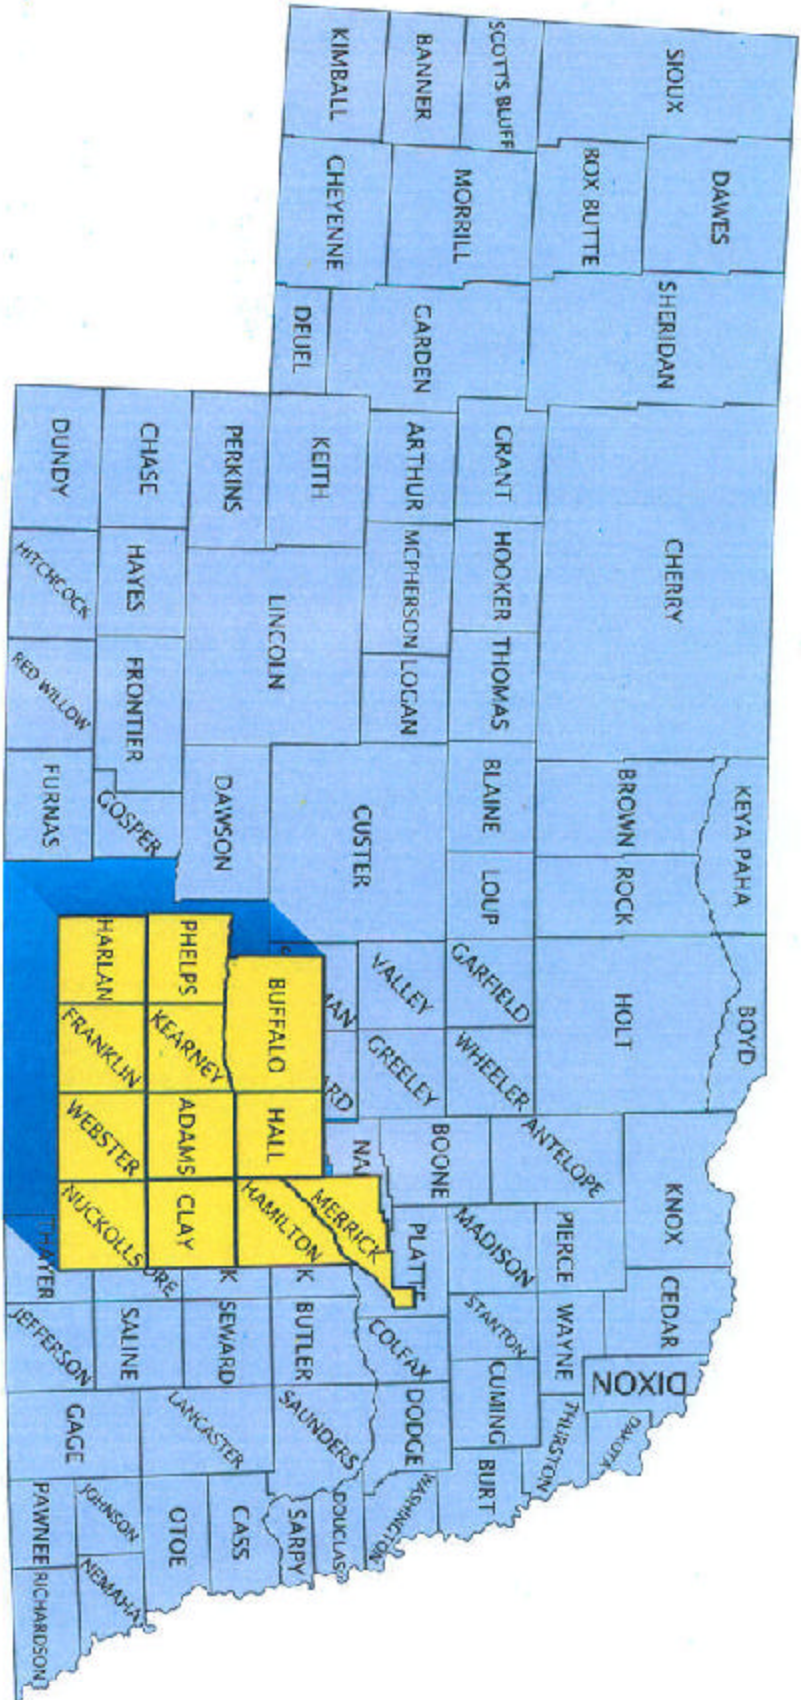 SIOUX
SCOTTS BLUFF
BANNER
KIMBALL
DAWES
BOX BUTTE
MORRILL
CHEYENNE
SHERIDAN
GARDEN
DEUEL
CHERRY
GRANT
ARTHUR
KEITH
PERKINS
CHASE
DUNDY
HOOKER
MCPHERSON
LINCOLN
HAYES
HITCHCOCK
THOMAS
LOGAN
FRONTIER
RED WILLOW
KEYA PAHA
BROWN
BLAINE
CUSTER
DAWSON
GOSPER
FURNAS
ROCK
LOUP
BOYD
HOLT
GARFIELD
VALLEY
MAN
BUFFALO
PHELPS
HARLAN
WHEELER
GREELEY
RD
KEARNEY
FRANKLIN
KNOX
ANTELOPE
BOONE
NA
HALL
ADAMS
WEBSTER
CEDAR
PIERCE
MADISON
PLATTE
MERRICK
HAMILTON
CLAY
NUCKOLLS
DIXON
WAYNE
STANTON
COLFAX
K
BUTLER
K
SEWARD
ORE
SALINE
THAYER
JEFFERSON
DAKOTA
THURSTON
CUMING
DODGE
SAUNDERS
LANCASTER
GAGE
BURT
WASHINGTON
DOUGLAS
SARPY
CASS
OTOE
JOHNSON
PAWNEE
NEMAHA
RICHARDSON